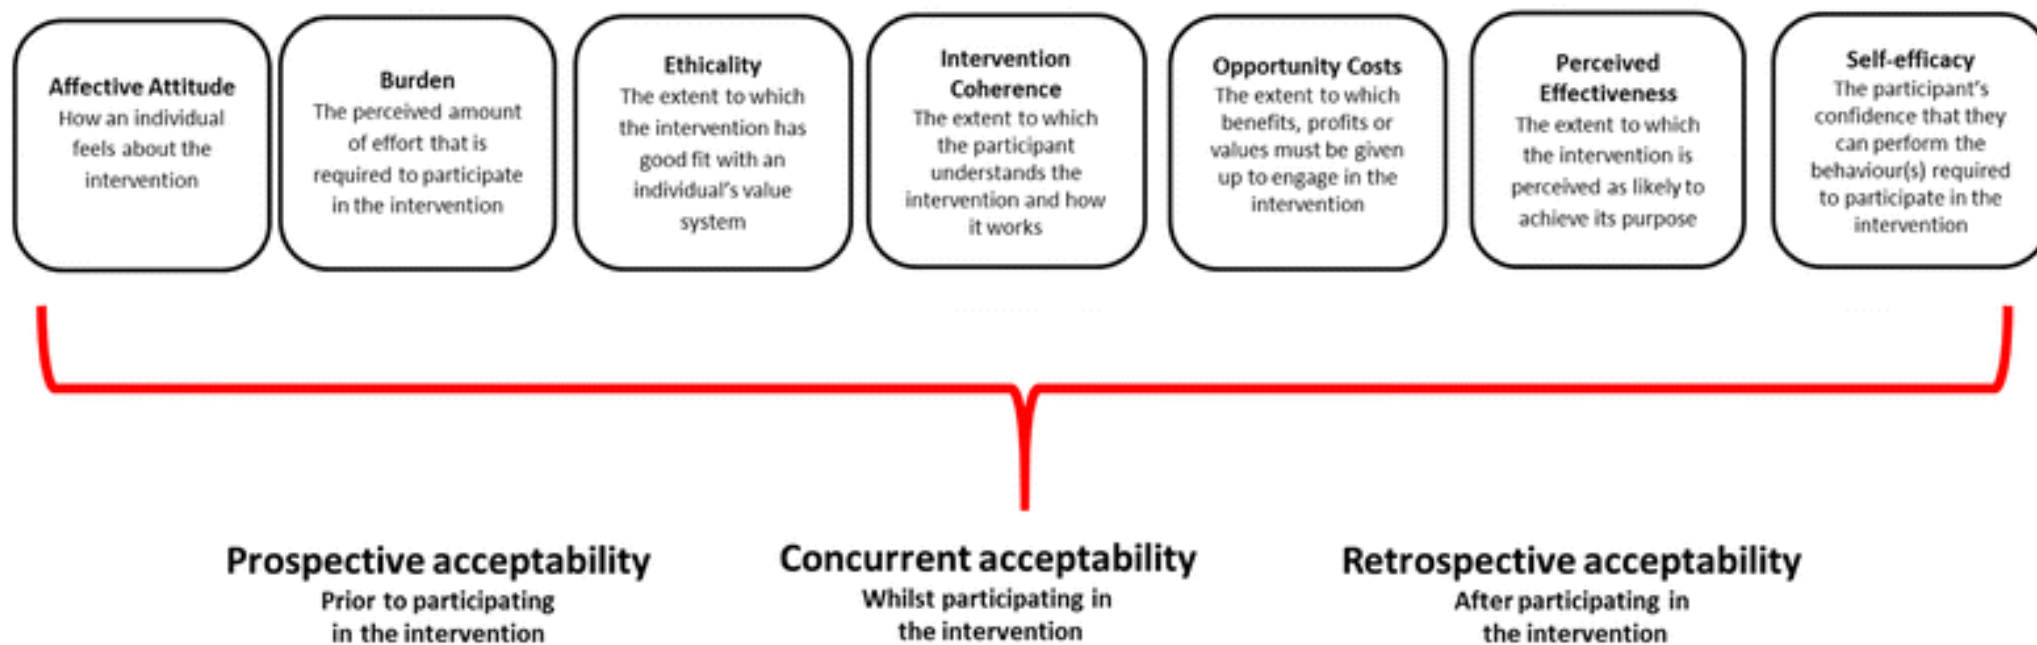 Affective Attitude
How an individual
feels about the
intervention
Burden
The perceived amount
of effort that is
required to participate
in the intervention
Ethicality
The extent to which
the intervention has
good fit with an
individual's value
system
Intervention
Coherence
The extent to which
the participant
understands the
intervention and how
it works
Opportunity Costs
The extent to which
benefits, profits or
values must be given
up to engage in the
intervention
Perceived
Effectiveness
The extent to which
the intervention is
perceived as likely to
achieve its purpose
Self-efficacy
The participant's
confidence that they
can perform the
behaviour(s) required
to participate in the
intervention
Prospective acceptability
Prior to participating
in the intervention
Concurrent acceptability
Whilst participating in
the intervention
Retrospective acceptability
After participating in
the intervention